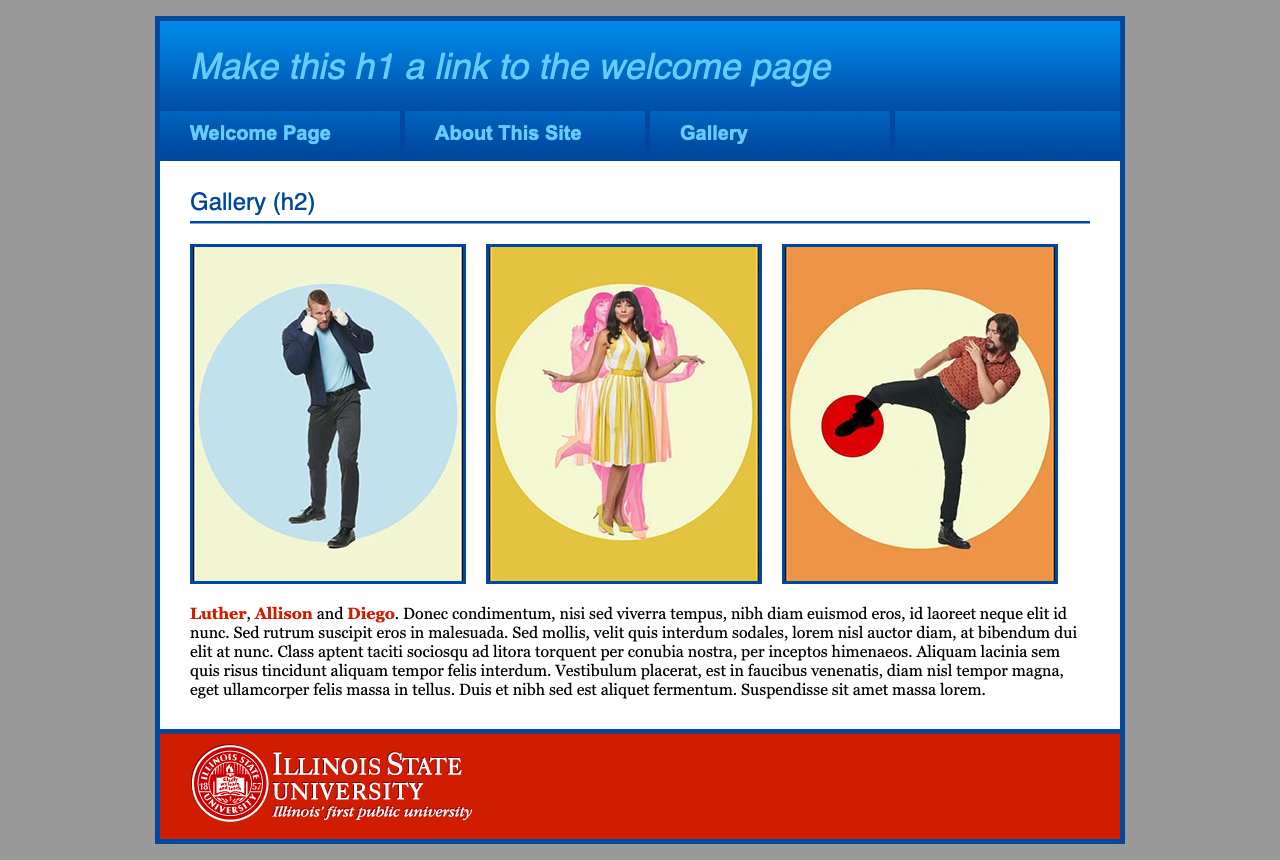 Make this h1 a link to the welcome page
Welcome Page
About This Site
Gallery
Gallery (h2)
Luther, Allison and Diego. Donec condimentum, nisi sed viverra tempus, nibh diam euismod eros, id laoreet neque elit id
nunc. Sed rutrum suscipit eros in malesuada. Sed mollis, velit quis interdum sodales, lorem nisl auctor diam, at bibendum dui
elit at nunc. Class aptent taciti sociosqu ad litora torquent per conubia nostra, per inceptos himenaeos. Aliquam lacinia sem
quis risus tincidunt aliquam tempor felis interdum. Vestibulum placerat, est in faucibus venenatis, diam nisl tempor magna,
eget ullamcorper felis massa in tellus. Duis et nibh sed est aliquet fermentum. Suspendisse sit amet massa lorem.
ILLINOIS STATE
UNIVERSITY
18 57
ILLINOIS STATE
UNIVERSITY
Illinois' first public university